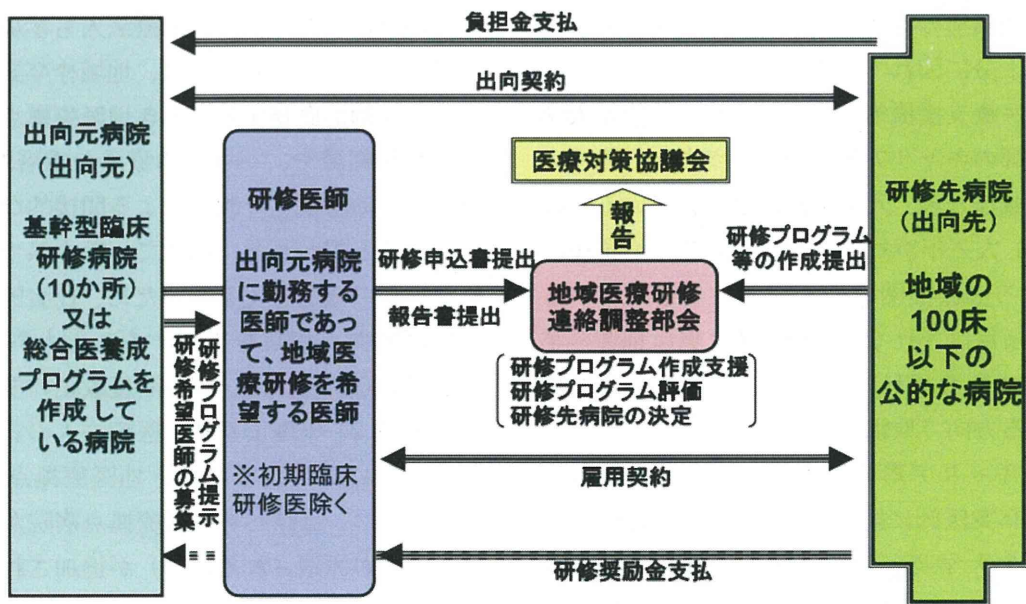 負担金支払
出向契約
出向元病院
（出向元）
基幹型臨床
研修病院
（10か所）
又は
総合医養成
プログラムを
作成して
いる病院
研修プログラム提示
研修希望医師の募集
研修医師
出向元病院
に勤務する
医師であっ
て、地域医
療研修を希
望する医師
※初期臨床
研修医除く
研修申込書提出
報告書提出
医療対策協議会
報告
地域医療研修
連絡調整部会
研修プログラム作成支援
研修プログラム評価
研修先病院の決定
研修プログラム
等の作成提出
雇用契約
研修奨励金支払
研修先病院
（出向先）
地域の
100床
以下の
公的な病院